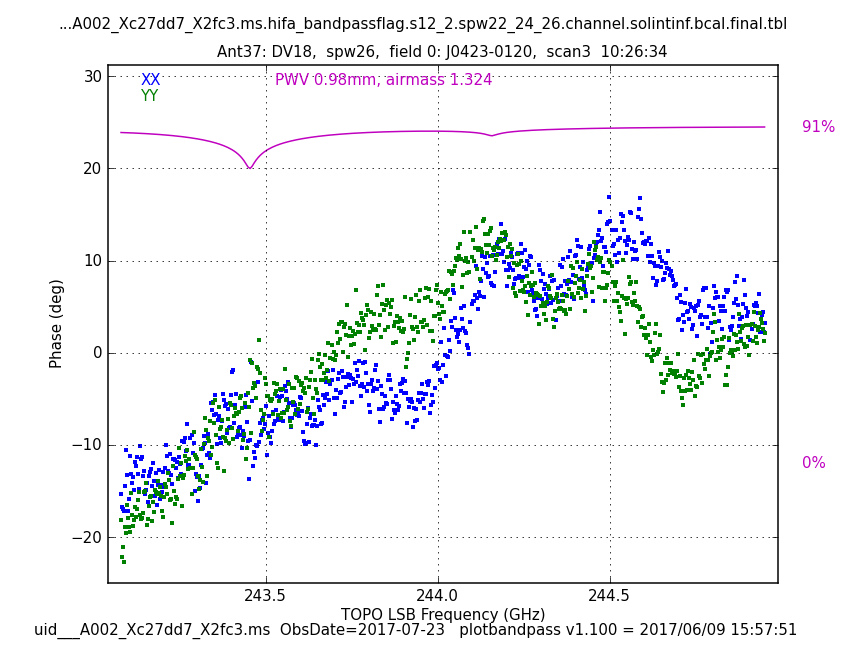 ...A002_Xc27dd7_X2fc3.ms.hifa_bandpassflag.s12_2.spw22_24_26.channel.solintinf.bcal.final.tbl
Ant37: DV18,  spw26,  field 0: J0423-0120,  scan3  10:26:34
XX
YY
PWV 0.98mm, airmass 1.324
30
20
10
0
−10
−20
Phase (deg)
91%
0%
243.5
244.0
244.5
TOPO LSB Frequency (GHz)
uid___A002_Xc27dd7_X2fc3.ms  ObsDate=2017-07-23   plotbandpass v1.100 = 2017/06/09 15:57:51